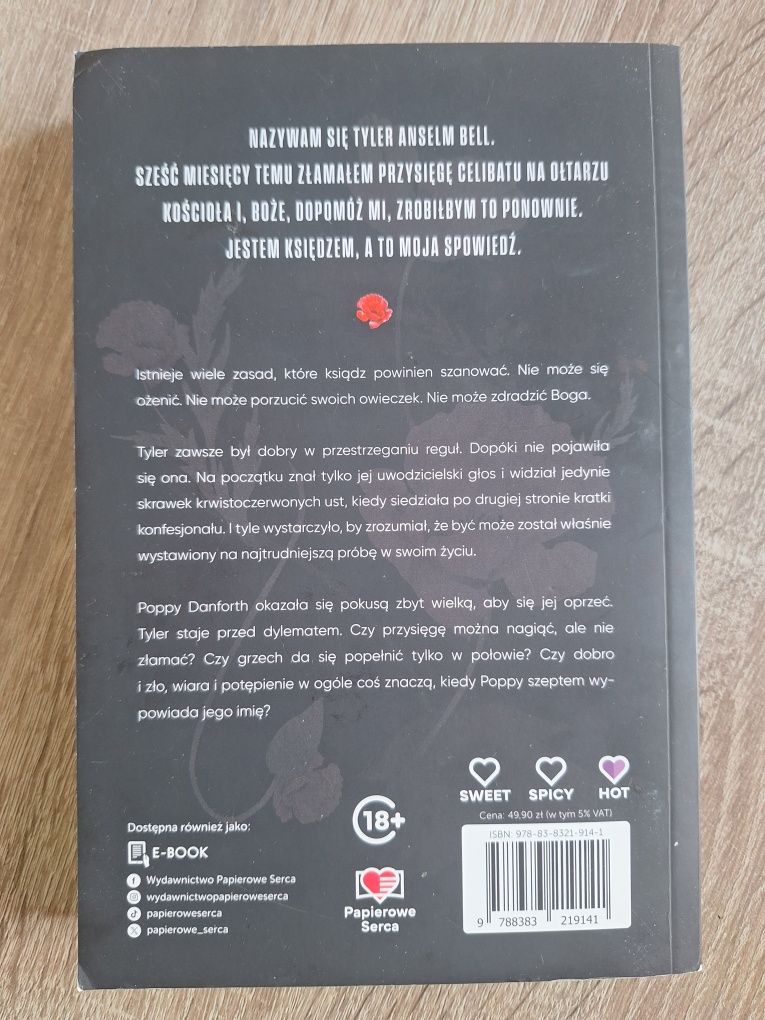 NAZYWAM SIĘ TYLER ANSELM BELL.
SZEŚĆ MIESIĘCY TEMU ZŁAMAŁEM PRZYSIĘGĘ CELIBATU NA OŁTARZU
KOŚCIOŁA I, BOŻE, DOPOMÓŻ MI, ZROBIŁBYM TO PONOWNIE.
JESTEM KSIĘDZEM, A TO MOJA SPOWIEDŹ.
Istnieje wiele zasad, które ksiądz powinien szanować. Nie może się
ożenić. Nie może porzucić swoich owieczek. Nie może zdradzić Boga.
Tyler zawsze był dobry w przestrzeganiu reguł. Dopóki nie pojawiła
się ona. Na początku znał tylko jej uwodzicielski głos i widział jedynie
skrawek krwistoczerwonych ust, kiedy siedziała po drugiej stronie kratki
konfesjonału. I tyle wystarczyło, by zrozumiał, że być może został właśnie
wystawiony na najtrudniejszą próbę w swoim życiu.
Poppy Danforth okazała się pokusą zbyt wielką, aby się jej oprzeć.
Tyler staje przed dylematem. Czy przysięgę można nagiąć, ale nie
złamać? Czy grzech da się popełnić tylko w połowie? Czy dobro
i zło, wiara i potępienie w ogóle coś znaczą, kiedy Poppy szeptem wy-
powiada jego imię?
SWEET SPICY HOT
Cena: 49,90 zł (w tym 5% VAT)
ISBN: 978-83-8321-914-1
9 788383 219141
18+
Papierowe
Serca
Dostępna również jako:
E-BOOK
Wydawnictwo Papierowe Serca
wydawnictwopapieroweserca
papieroweserca
papierowe_serca